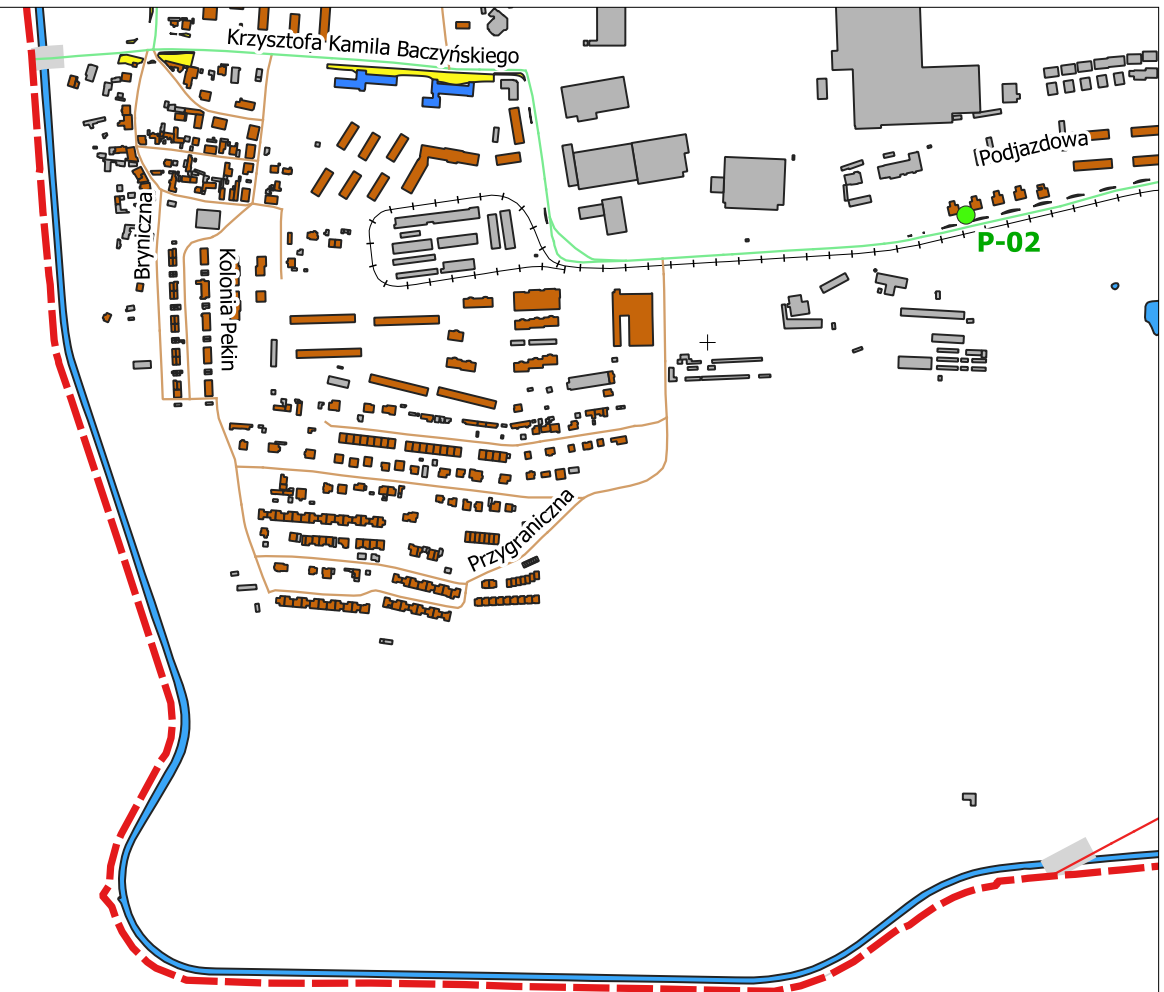 Krzysztofa Kamila Baczyńskiego
Podjazdowa
P-02
Bryniczna
Kolonia Pekin
Przygraniczna